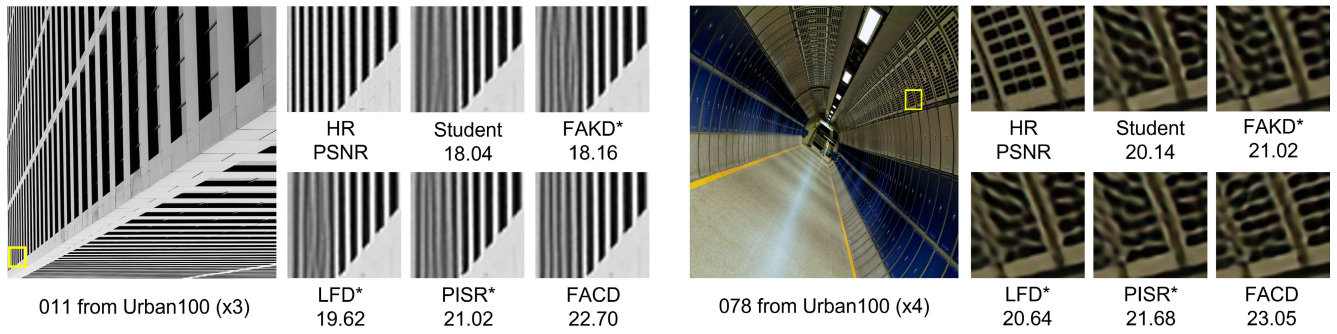 HR
PSNR
Student
18.04
FAKD*
18.16
LFD*
19.62
PISR*
21.02
FACD
22.70
011 from Urban100 (x3)
HR
PSNR
Student
20.14
FAKD*
21.02
LFD*
20.64
PISR*
21.68
FACD
23.05
078 from Urban100 (x4)